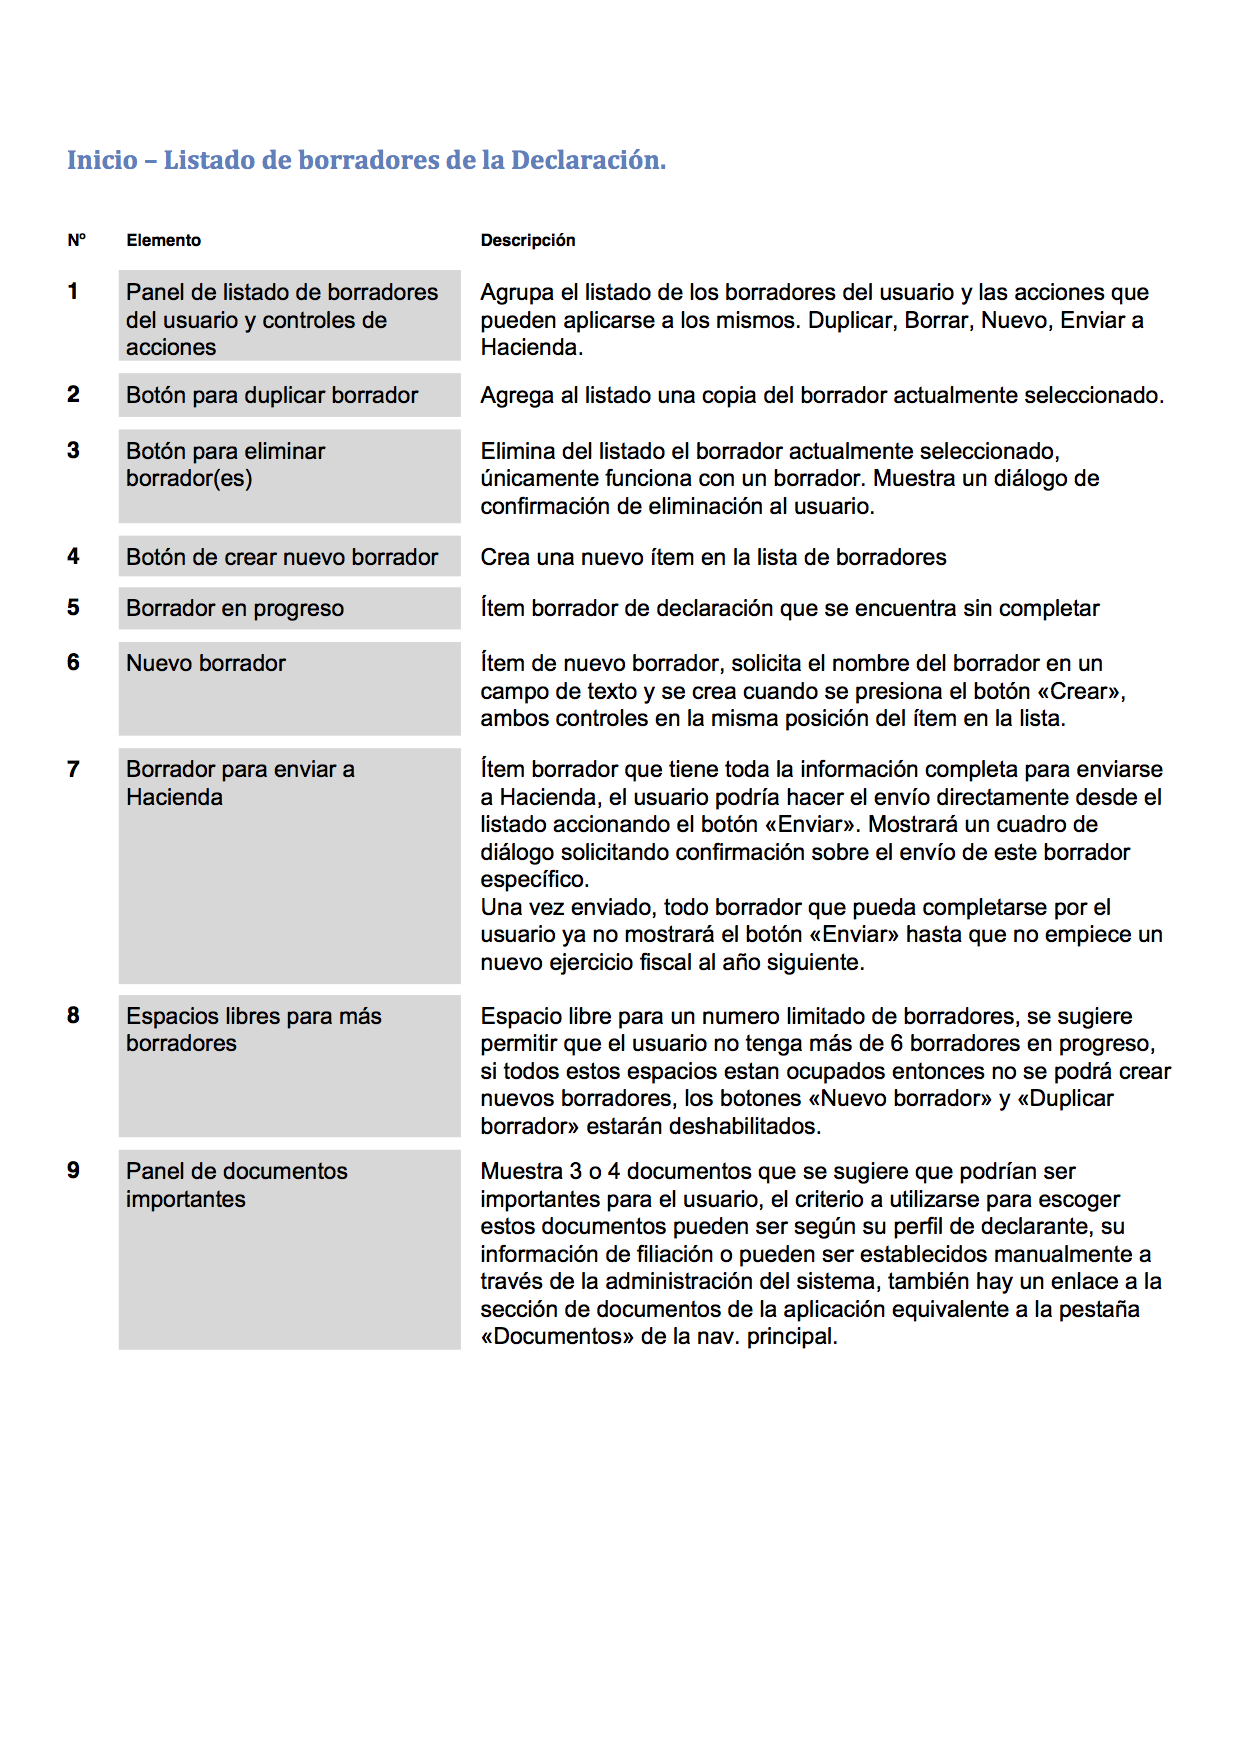 Inicio – Listado de borradores de la Declaración.
Nº Elemento Descripción
1 Panel de listado de borradores Agrupa el listado de los borradores del usuario y las acciones que
del usuario y controles de pueden aplicarse a los mismos. Duplicar, Borrar, Nuevo, Enviar a
acciones Hacienda.
2 Botón para duplicar borrador Agrega al listado una copia del borrador actualmente seleccionado.
3 Botón para eliminar Elimina del listado el borrador actualmente seleccionado,
borrador(es) únicamente funciona con un borrador. Muestra un diálogo de
confirmación de eliminación al usuario.
4 Botón de crear nuevo borrador Crea una nuevo ítem en la lista de borradores
5 Borrador en progreso Ítem borrador de declaración que se encuentra sin completar
6 Nuevo borrador Ítem de nuevo borrador, solicita el nombre del borrador en un
campo de texto y se crea cuando se presiona el botón «Crear»,
ambos controles en la misma posición del ítem en la lista.
7 Borrador para enviar a Ítem borrador que tiene toda la información completa para enviarse
Hacienda a Hacienda, el usuario podría hacer el envío directamente desde el
listado accionando el botón «Enviar». Mostrará un cuadro de
diálogo solicitando confirmación sobre el envío de este borrador
específico.
Una vez enviado, todo borrador que pueda completarse por el
usuario ya no mostrará el botón «Enviar» hasta que no empiece un
nuevo ejercicio fiscal al año siguiente.
8 Espacios libres para más Espacio libre para un numero limitado de borradores, se sugiere
borradores permitir que el usuario no tenga más de 6 borradores en progreso,
si todos estos espacios estan ocupados entonces no se podrá crear
nuevos borradores, los botones «Nuevo borrador» y «Duplicar
borrador» estarán deshabilitados.
9 Panel de documentos Muestra 3 o 4 documentos que se sugiere que podrían ser
importantes importantes para el usuario, el criterio a utilizarse para escoger
estos documentos pueden ser según su perfil de declarante, su
información de filiación o pueden ser establecidos manualmente a
través de la administración del sistema, también hay un enlace a la
sección de documentos de la aplicación equivalente a la pestaña
«Documentos» de la nav. principal.